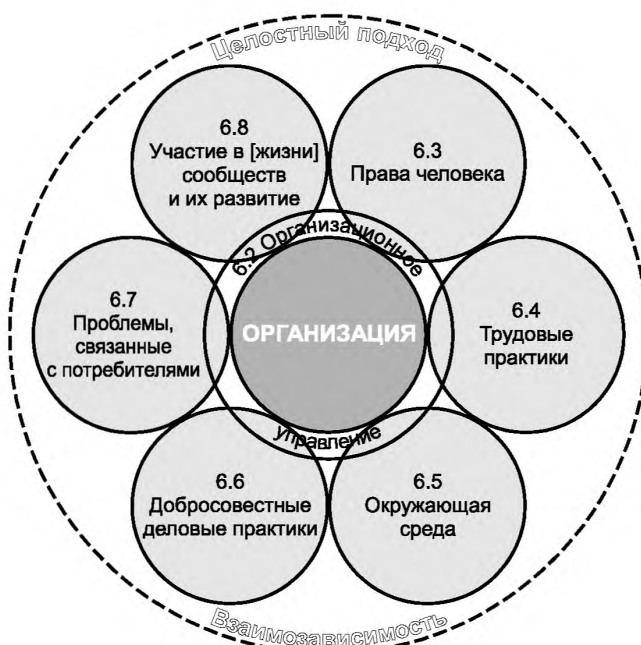 Целостный подход
6.8
Участие в [жизни]
сообществ
и их развитие
6.3
Права человека
6.2 Организационное
6.7
Проблемы,
связанные
с потребителями
ОРГАНИЗАЦИЯ
6.4
Трудовые
практики
управление
6.6
Добросовестные
деловые практики
6.5
Окружающая
среда
Взаимозависимость